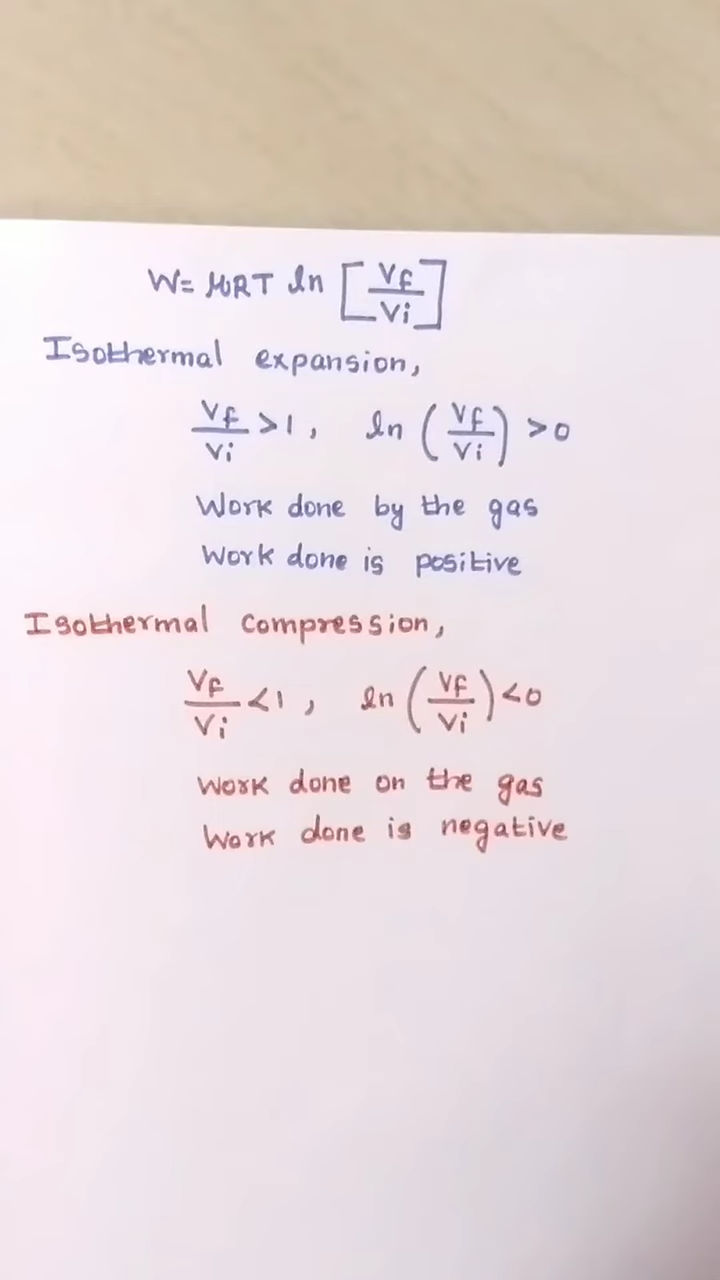 W= μRT ln [Vf/Vi]
Isothermal expansion,
Vf/Vi >1, ln (Vf/Vi) >0
Work done by the gas
Work done is positive
Isothermal compression,
Vf/Vi <1, ln (Vf/Vi) <0
Work done on the gas
Work done is negative